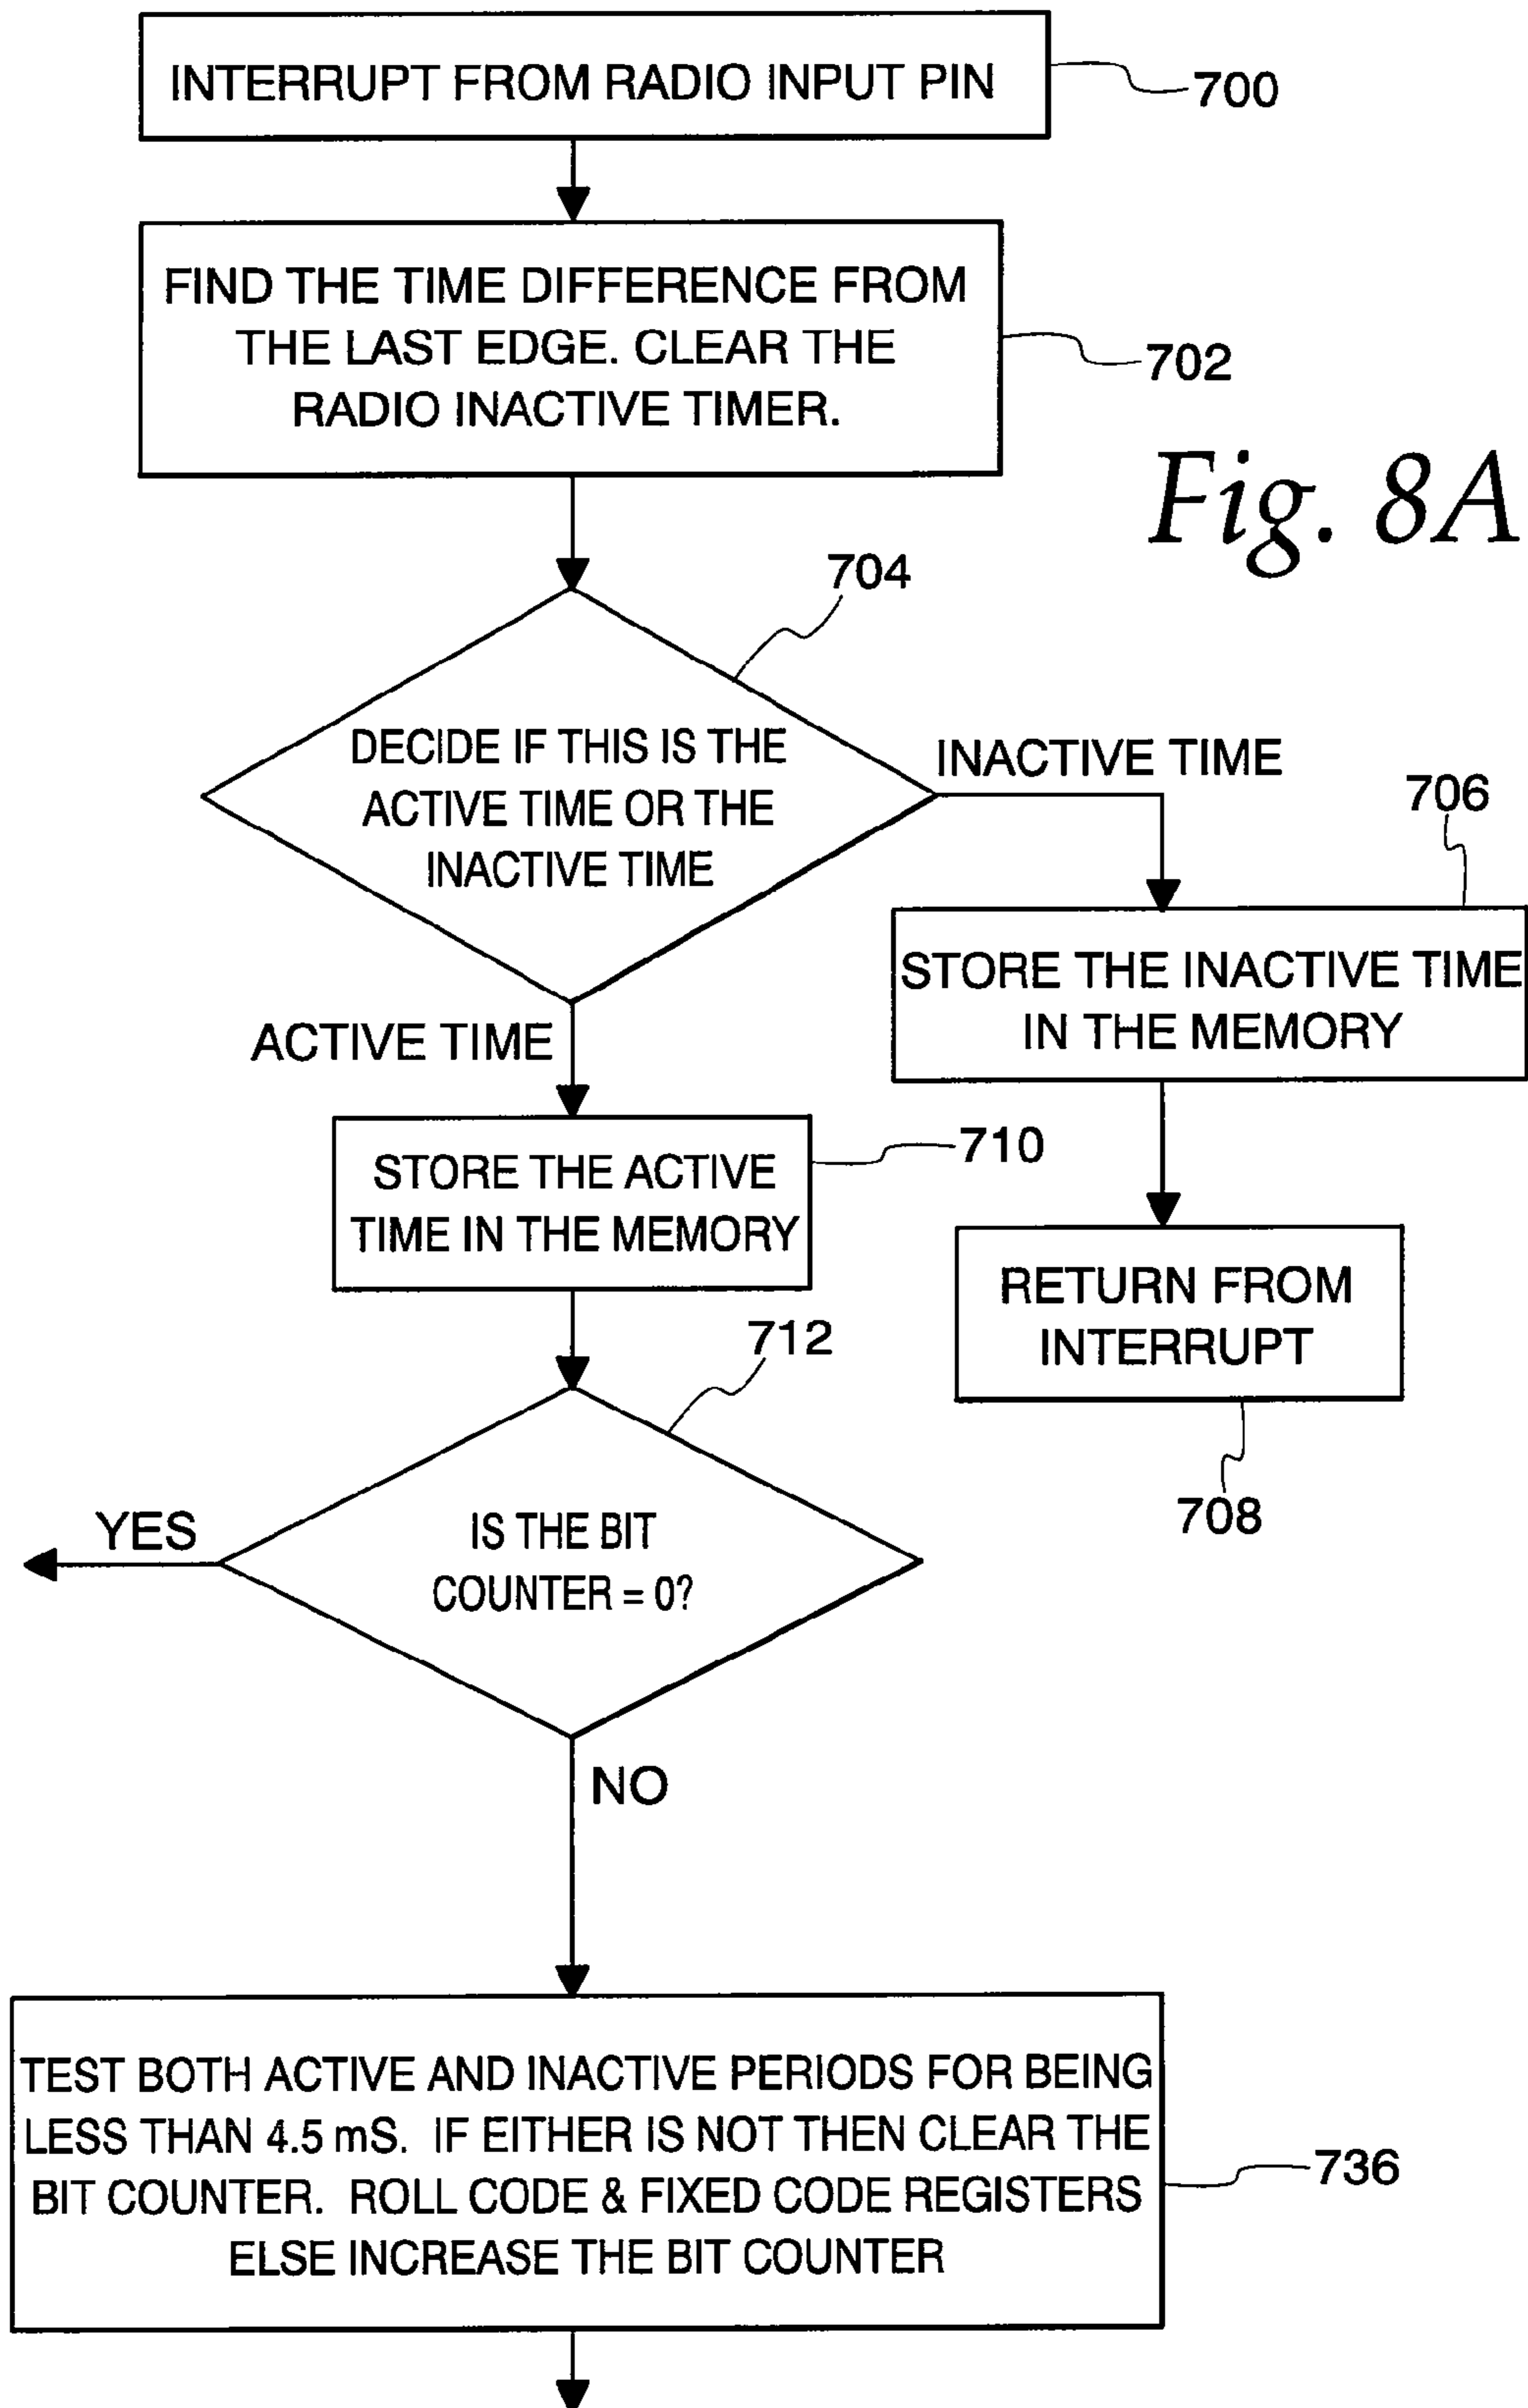 INTERRUPT FROM RADIO INPUT PIN
700
FIND THE TIME DIFFERENCE FROM
THE LAST EDGE. CLEAR THE
RADIO INACTIVE TIMER.
702
Fig. 8A
704
DECIDE IF THIS IS THE
ACTIVE TIME OR THE
INACTIVE TIME
INACTIVE TIME
706
STORE THE INACTIVE TIME
IN THE MEMORY
ACTIVE TIME
710
STORE THE ACTIVE
TIME IN THE MEMORY
RETURN FROM
INTERRUPT
708
712
YES
IS THE BIT
COUNTER = 0?
NO
TEST BOTH ACTIVE AND INACTIVE PERIODS FOR BEING
LESS THAN 4.5 mS. IF EITHER IS NOT THEN CLEAR THE
BIT COUNTER. ROLL CODE & FIXED CODE REGISTERS
ELSE INCREASE THE BIT COUNTER
736